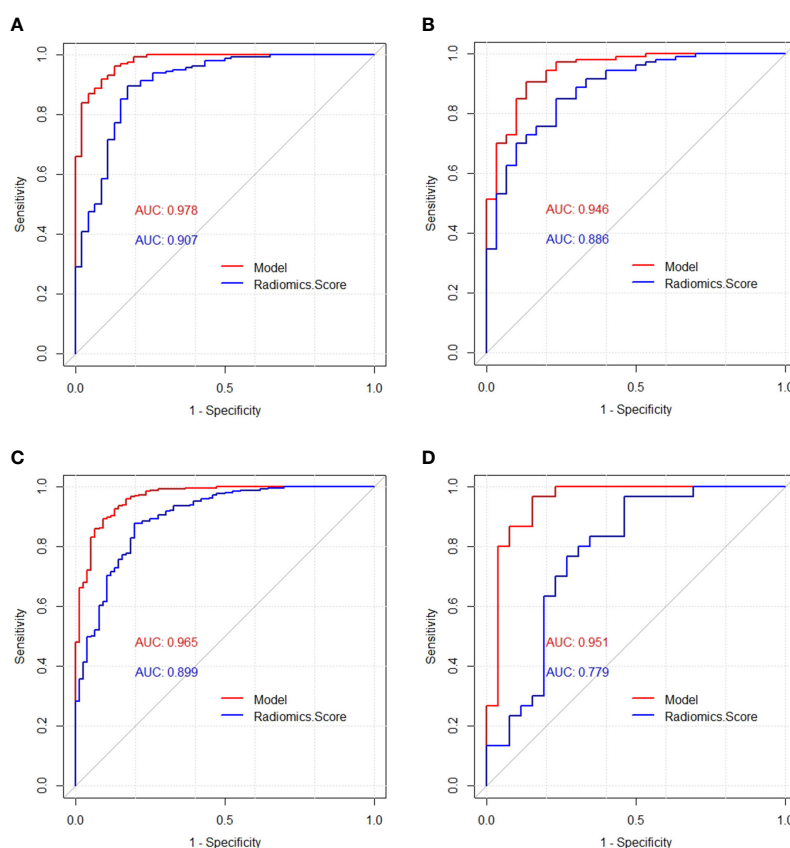 A
1.0
0.8
0.6
0.4
0.2
0.0
Sensitivity
AUC: 0.978
AUC: 0.907
Model
Radiomics.Score
0.0
0.5
1.0
1 - Specificity
B
1.0
0.8
0.6
0.4
0.2
0.0
Sensitivity
AUC: 0.946
AUC: 0.886
Model
Radiomics.Score
0.0
0.5
1.0
1 - Specificity
C
1.0
0.8
0.6
0.4
0.2
0.0
Sensitivity
AUC: 0.965
AUC: 0.899
Model
Radiomics.Score
0.0
0.5
1.0
1 - Specificity
D
1.0
0.8
0.6
0.4
0.2
0.0
Sensitivity
AUC: 0.951
AUC: 0.779
Model
Radiomics.Score
0.0
0.5
1.0
1 - Specificity